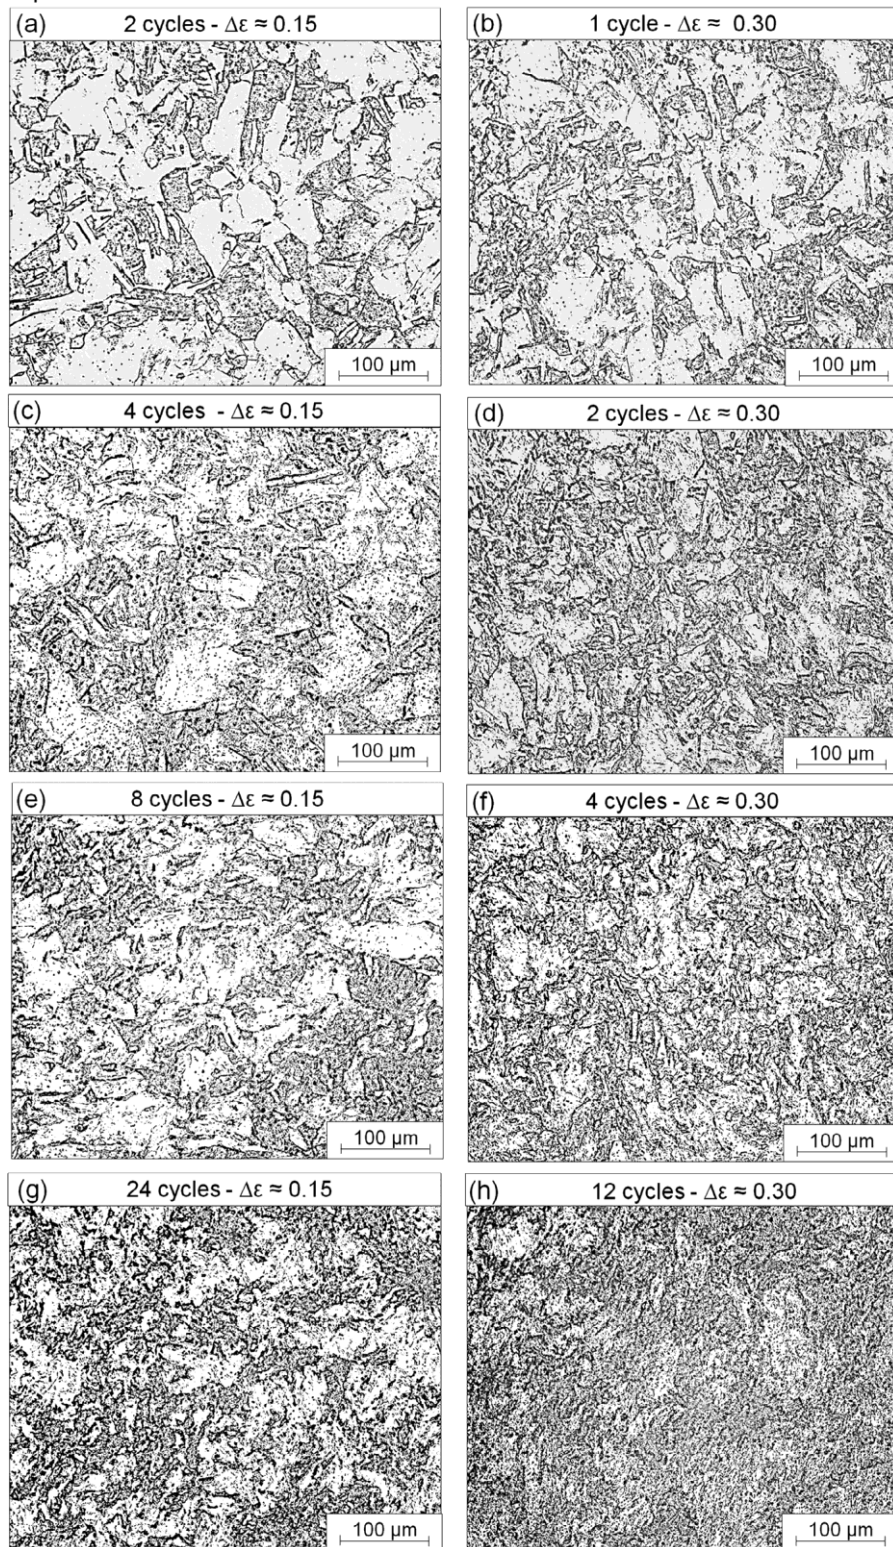 (a) 2 cycles - Δε ≈ 0.15
(b) 1 cycle - Δε ≈ 0.30
100 µm
100 µm
(c) 4 cycles - Δε ≈ 0.15
(d) 2 cycles - Δε ≈ 0.30
100 µm
100 µm
(e) 8 cycles - Δε ≈ 0.15
(f) 4 cycles - Δε ≈ 0.30
100 µm
100 µm
(g) 24 cycles - Δε ≈ 0.15
(h) 12 cycles - Δε ≈ 0.30
100 µm
100 µm